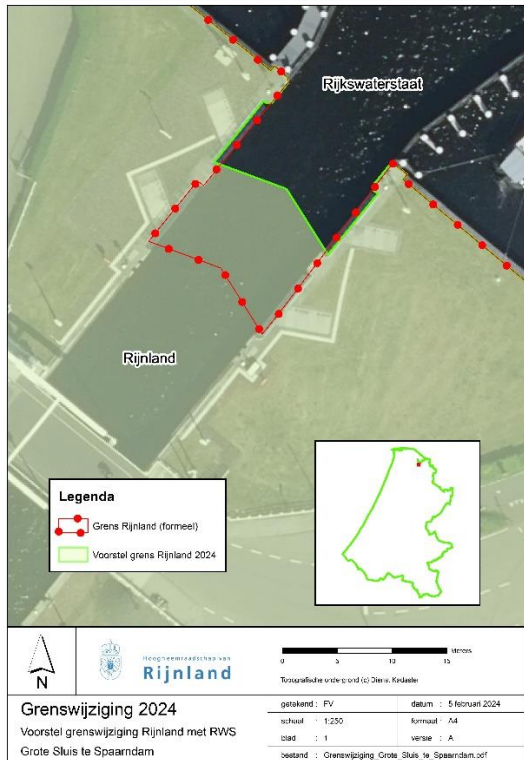 Rijkswaterstaat
Rijnland
Legenda
Grens Rijnland (formeel)
Voorstel grens Rijnland 2024
N
Hoogheemraadschap van
Rijnland
Meters
0 5 10 15
Topografische ondergrond (c) Dienst Kadaster
Grenswijziging 2024
Voorstel grenswijziging Rijnland met RWS
Grote Sluis te Spaarndam
getekend : FV datum : 5 februari 2024
schaal : 1:250 formaat : A4
blad : 1 versie : A
bestand : Grenswijziging_Grote_Sluis_te_Spaarndam.pdf